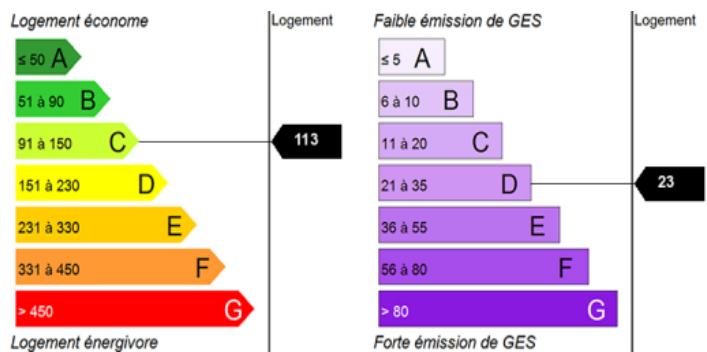 Logement économe
Logement
≤ 50 A
51 à 90 B
91 à 150 C
113
151 à 230 D
231 à 330 E
331 à 450 F
> 450 G
Logement énergivore
Faible émission de GES
Logement
≤ 5 A
6 à 10 B
11 à 20 C
21 à 35 D
23
36 à 55 E
56 à 80 F
> 80 G
Forte émission de GES